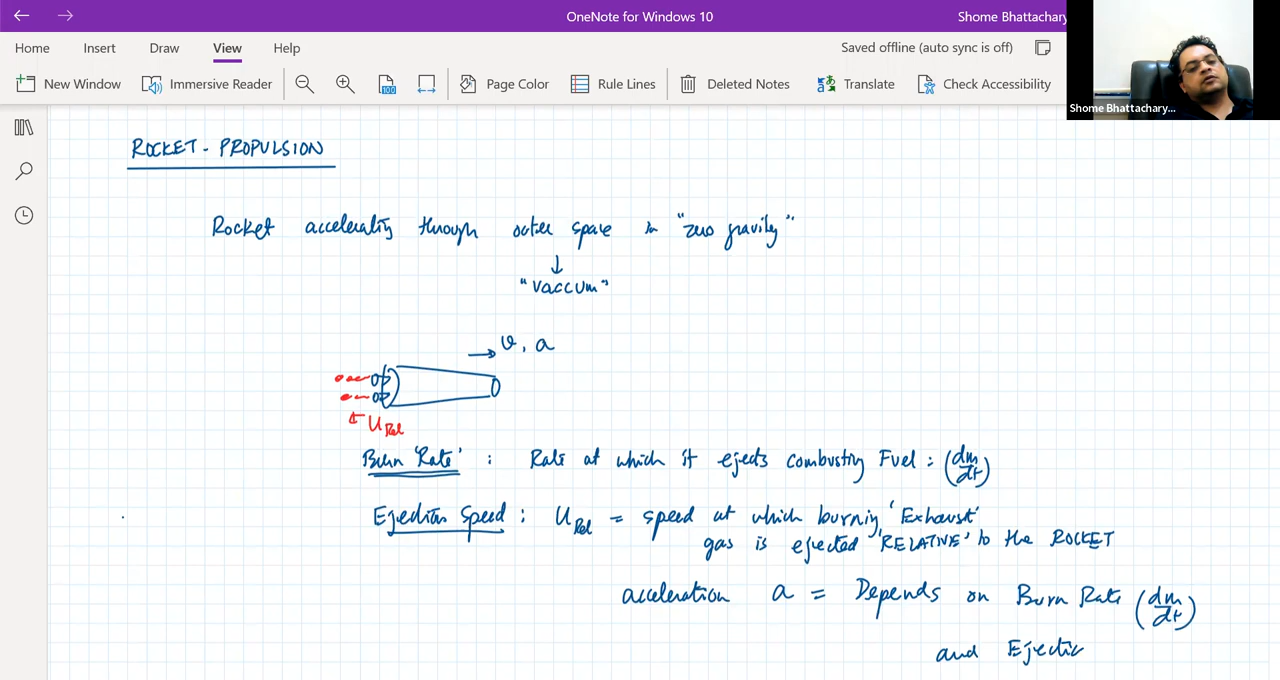 OneNote for Windows 10
Shome Bhattachary
Home Insert Draw View Help
Saved offline (auto sync is off)
New Window Immersive Reader 100 Page Color Rule Lines Deleted Notes Translate Check Accessibility
Shome Bhattachary...
ROCKET - PROPULSION
Rocket accelerating through outer space in "zero gravity"
↓
"VACCUM"
→ v, a
← U Rel
Burn 'Rate' : Rate at which it ejects combusting Fuel : (dm/dt)
Ejection Speed : U Rel = speed at which burning 'Exhaust'
gas is ejected 'RELATIVE' to the ROCKET
acceleration a = Depends on Burn Rate (dm/dt)
and Ejectio